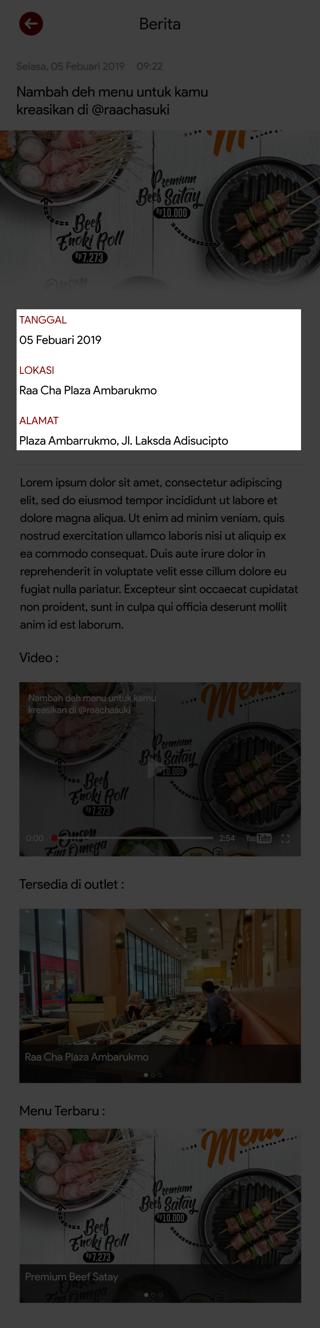 Berita
Selasa, 05 Febuari 2019 09:22
Nambah deh menu untuk kamu
kreasikan di @raachasuki
Premium
Beef Satay
Rp10.000
Beef
Enoki Roll
Rp7.273
TANGGAL
05 Febuari 2019
LOKASI
Raa Cha Plaza Ambarukmo
ALAMAT
Plaza Ambarrukmo, Jl. Laksda Adisucipto
Lorem ipsum dolor sit amet, consectetur adipiscing
elit, sed do eiusmod tempor incididunt ut labore et
dolore magna aliqua. Ut enim ad minim veniam, quis
nostrud exercitation ullamco laboris nisi ut aliquip ex
ea commodo consequat. Duis aute irure dolor in
reprehenderit in voluptate velit esse cillum dolore eu
fugiat nulla pariatur. Excepteur sint occaecat cupidatat
non proident, sunt in culpa qui officia deserunt mollit
anim id est laborum.
Video :
Nambah deh menu untuk kamu
kreasikan di @raachasuki
Menu
Premium
Beef Satay
10.000
Beef
Enoki Roll
Rp7.273
0:00 2:54 YouTube
Onsen
Egg Omega
Tersedia di outlet :
Raa Cha Plaza Ambarukmo
Menu Terbaru :
Menu
Premium
Beef Satay
Rp10.000
Beef
Enoki Roll
Rp7.273
Premium Beef Satay